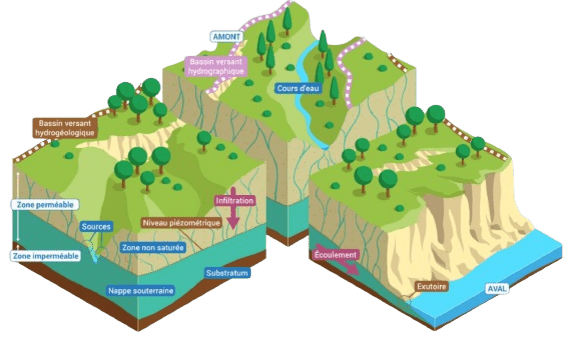 AMONT
Bassin versant
hydrographique
Cours d'eau
Bassin versant
hydrogéologique
Zone perméable
Infiltration
Sources
Niveau piézométrique
Zone non saturée
Zone imperméable
Écoulement
Substratum
Nappe souterraine
Exutoire
AVAL